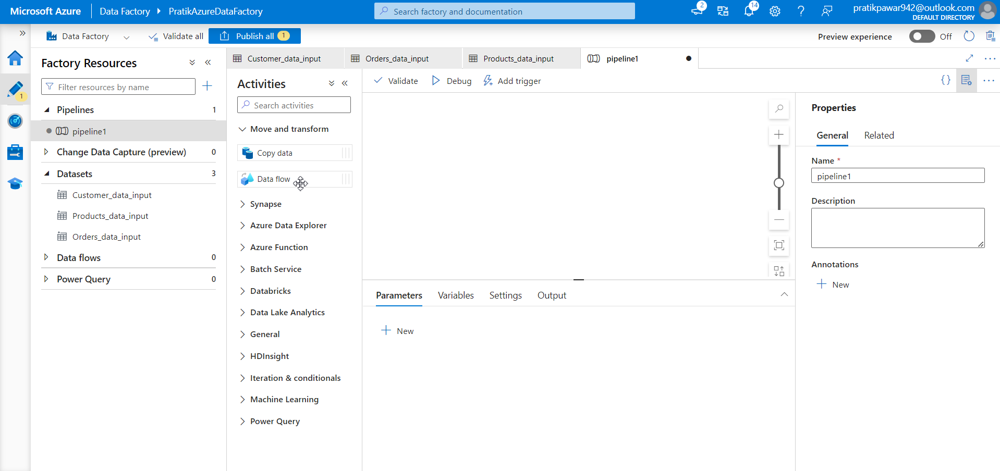 Microsoft Azure
Data Factory
PratikAzureDataFactory
Search factory and documentation
2
14
pratikpawar942@outlook.com
DEFAULT DIRECTORY
Data Factory
Validate all
Publish all
1
Preview experience
Off
1
Factory Resources
Filter resources by name
Pipelines 1
pipeline1
Change Data Capture (preview) 0
Datasets 3
Customer_data_input
Products_data_input
Orders_data_input
Data flows 0
Power Query 0
Customer_data_input
Orders_data_input
Products_data_input
pipeline1
Activities
Search activities
Move and transform
Copy data
Data flow
Synapse
Azure Data Explorer
Azure Function
Batch Service
Databricks
Data Lake Analytics
General
HDInsight
Iteration & conditionals
Machine Learning
Power Query
Validate
Debug
Add trigger
{}
Parameters
Variables
Settings
Output
New
Properties
General
Related
Name *
pipeline1
Description
Annotations
New